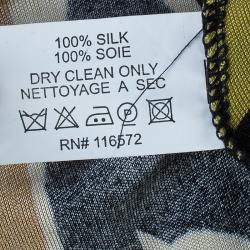 100% SILK
100% SOIE
DRY CLEAN ONLY
NETTOYAGE A SEC
RN# 116572